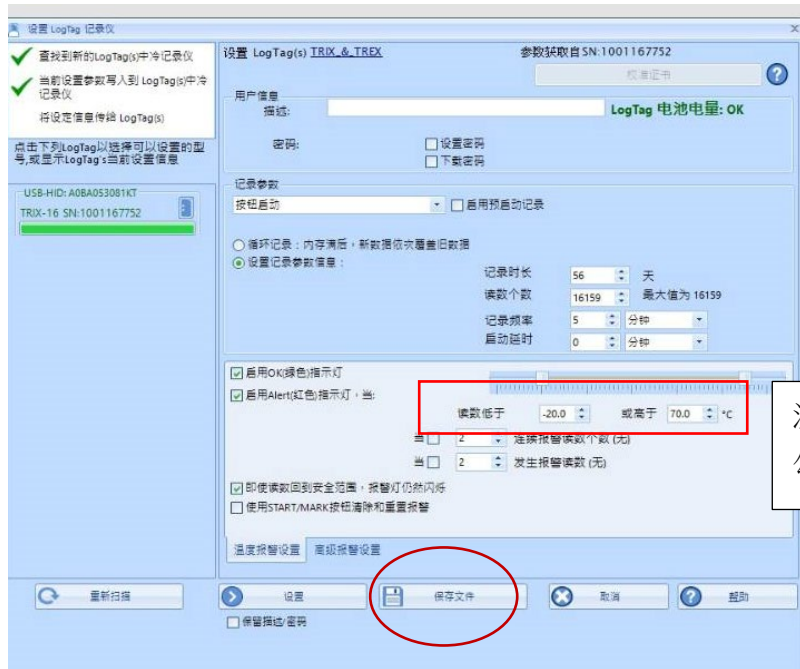 设置 LogTag 记录仪
查找到新的LogTag(s)中冷记录仪
当前设置参数写入到 LogTag(s)中冷
记录仪
将设定信息传给 LogTag(s)
点击下列LogTag以选择可以设置的型
号,或显示LogTag's当前设置信息
USB-HID: A0BA053081KT
TRIX-16 SN:1001167752
设置 LogTag(s) TRIX_&_TREX
参数获取自SN:1001167752
校准证书
用户信息
描述:
LogTag 电池电量: OK
密码:
设置密码
下载密码
记录参数
按钮启动
启用预启动记录
循环记录：内存满后，新数据依次覆盖旧数据
设置记录参数信息：
记录时长 56 天
读数个数 16159 最大值为 16159
记录频率 5 分钟
启动延时 0 分钟
启用OK(绿色)指示灯
启用Alert(红色)指示灯，当:
读数低于 -20.0 或高于 70.0 °C
当 2 连续报警读数个数 (无)
当 2 发生报警读数 (无)
即使读数回到安全范围，报警灯仍然闪烁
使用START/MARK按钮清除和重置报警
温度报警设置 高级报警设置
重新扫描 设置 保存文件 取消 帮助
保留描述/密码